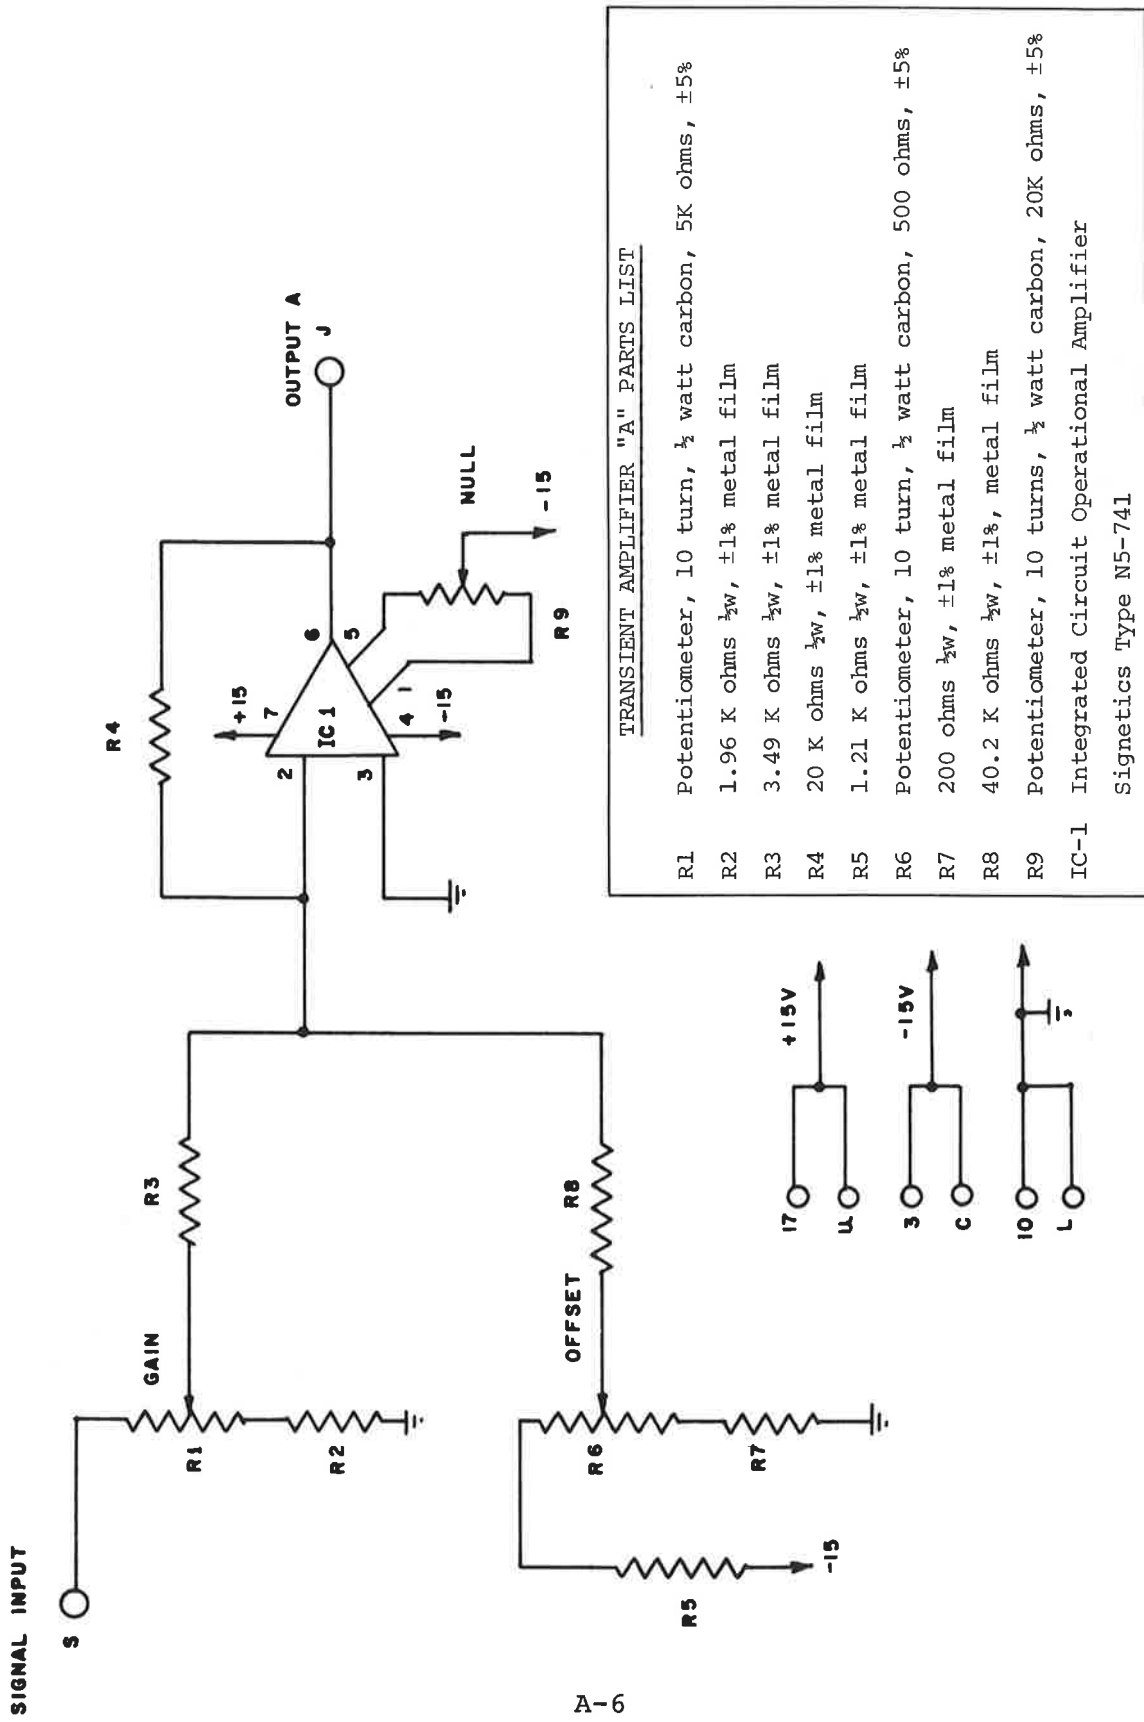 SIGNAL INPUT
S
GAIN
R1
R2
R3
R4
OFFSET
R5
-15
R6
R7
R8
2
3
IC 1
+15
7
6
5
1
4
-15
R9
NULL
-15
OUTPUT A
J
17
U
+15V
3
C
-15V
10
L
TRANSIENT AMPLIFIER "A" PARTS LIST
R1 Potentiometer, 10 turn, ½ watt carbon, 5K ohms, ±5%
R2 1.96 K ohms ½w, ±1% metal film
R3 3.49 K ohms ½w, ±1% metal film
R4 20 K ohms ½w, ±1% metal film
R5 1.21 K ohms ½w, ±1% metal film
R6 Potentiometer, 10 turn, ½ watt carbon, 500 ohms, ±5%
R7 200 ohms ½w, ±1% metal film
R8 40.2 K ohms ½w, ±1%, metal film
R9 Potentiometer, 10 turns, ½ watt carbon, 20K ohms, ±5%
IC-1 Integrated Circuit Operational Amplifier
Signetics Type N5-741
A-6